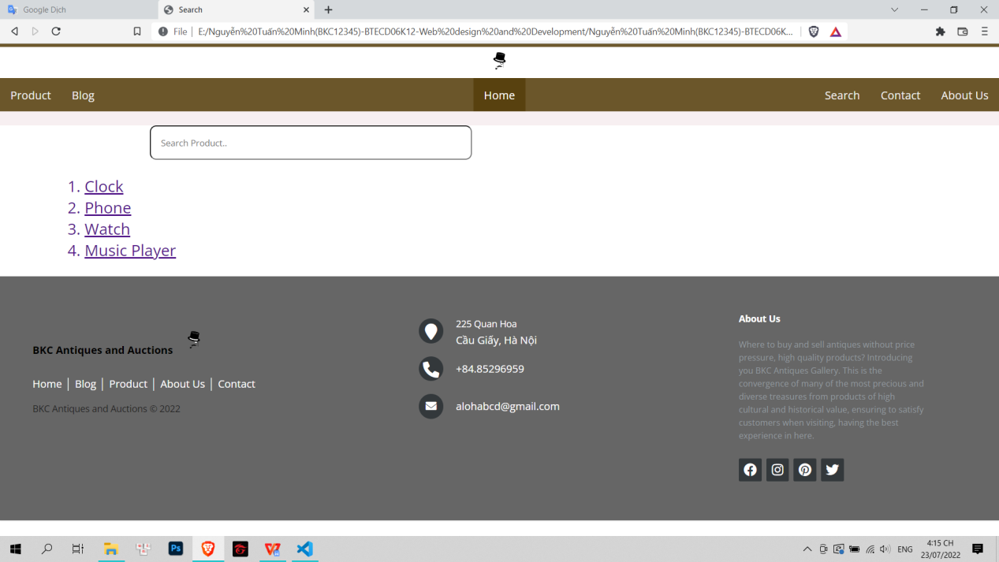 Google Dịch
Search
File | E:/Nguyễn%20Tuấn%20Minh(BKC12345)-BTECD06K12-Web%20design%20and%20Development/Nguyễn%20Tuấn%20Minh(BKC12345)-BTECD06K...
Product Blog Home Search Contact About Us
Search Product..
1. Clock
2. Phone
3. Watch
4. Music Player
BKC Antiques and Auctions
Home | Blog | Product | About Us | Contact
BKC Antiques and Auctions © 2022
225 Quan Hoa
Cầu Giấy, Hà Nội
+84.85296959
alohabcd@gmail.com
About Us
Where to buy and sell antiques without price
pressure, high quality products? Introducing
you BKC Antiques Gallery. This is the
convergence of many of the most precious and
diverse treasures from products of high
cultural and historical value, ensuring to satisfy
customers when visiting, having the best
experience in here.
Ps
ENG
4:15 CH
23/07/2022